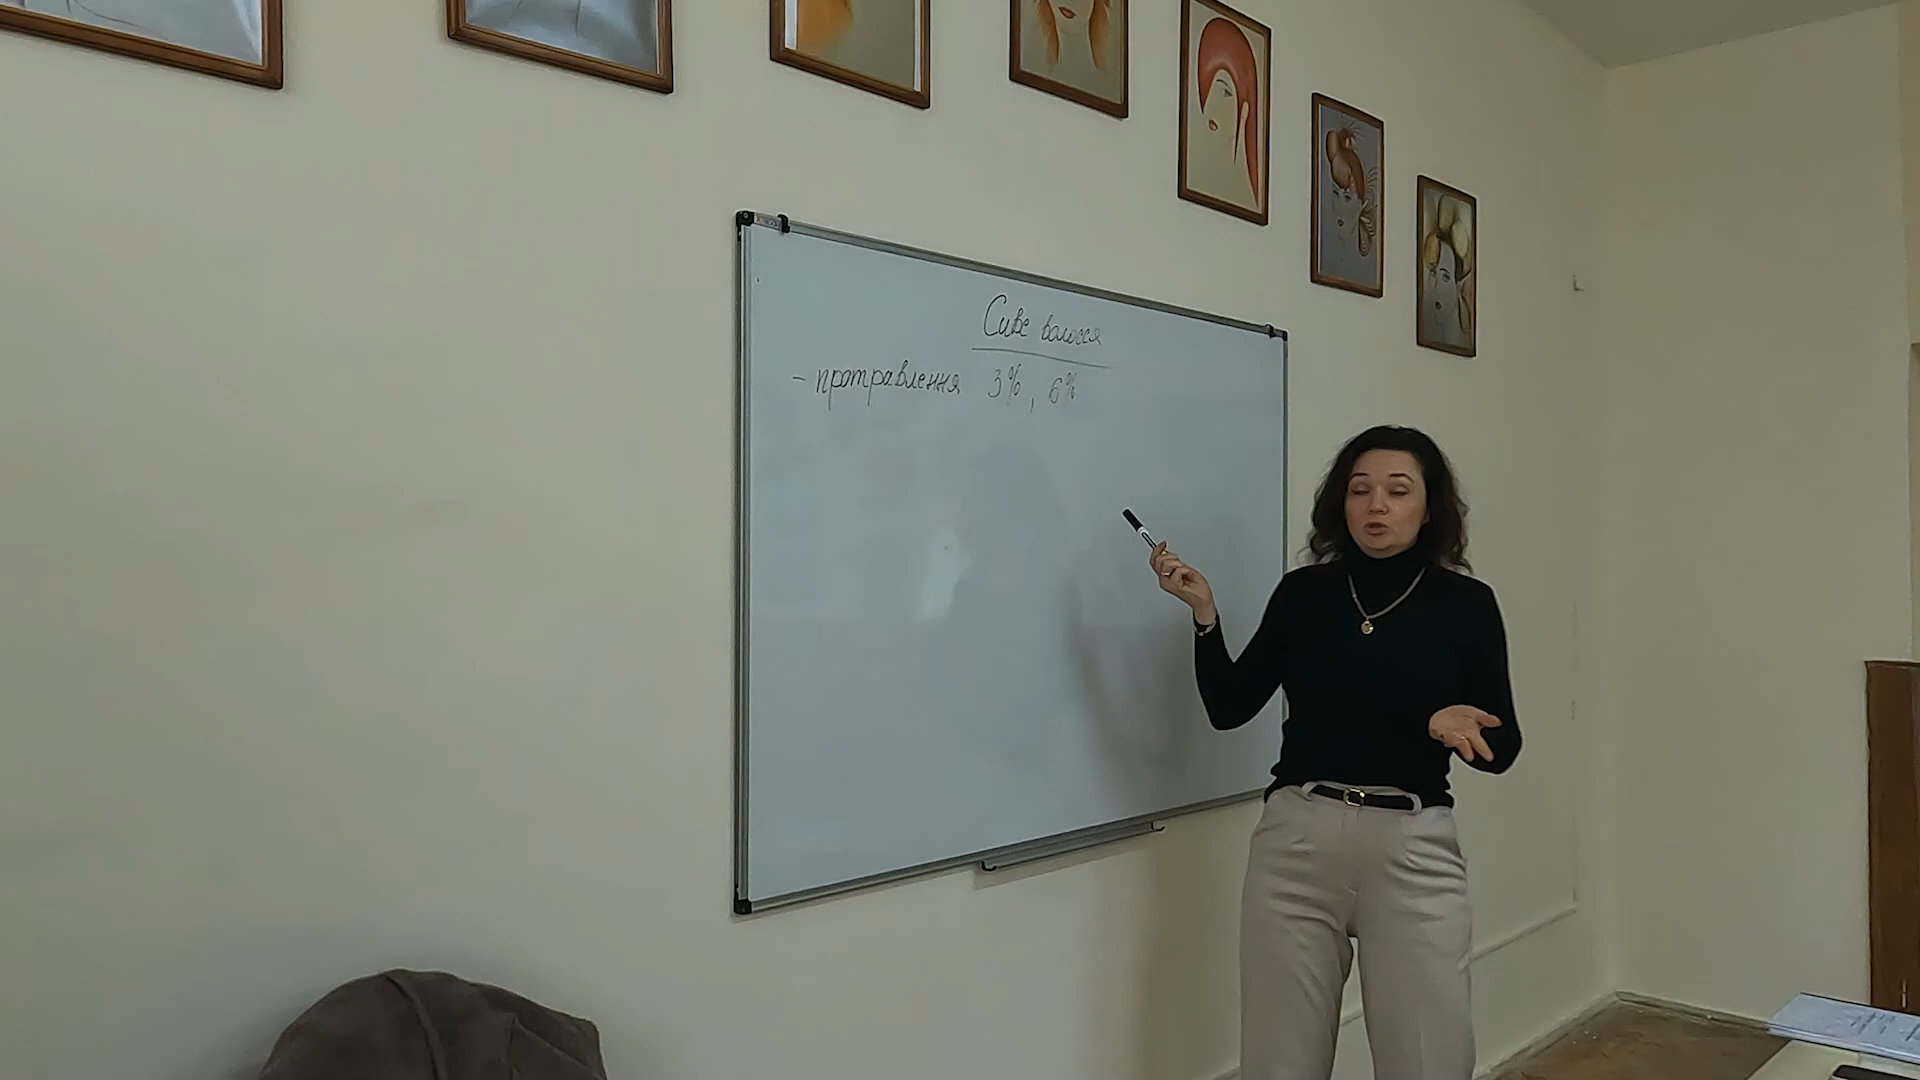 Сиве волосся
- протравлення 3%, 6%